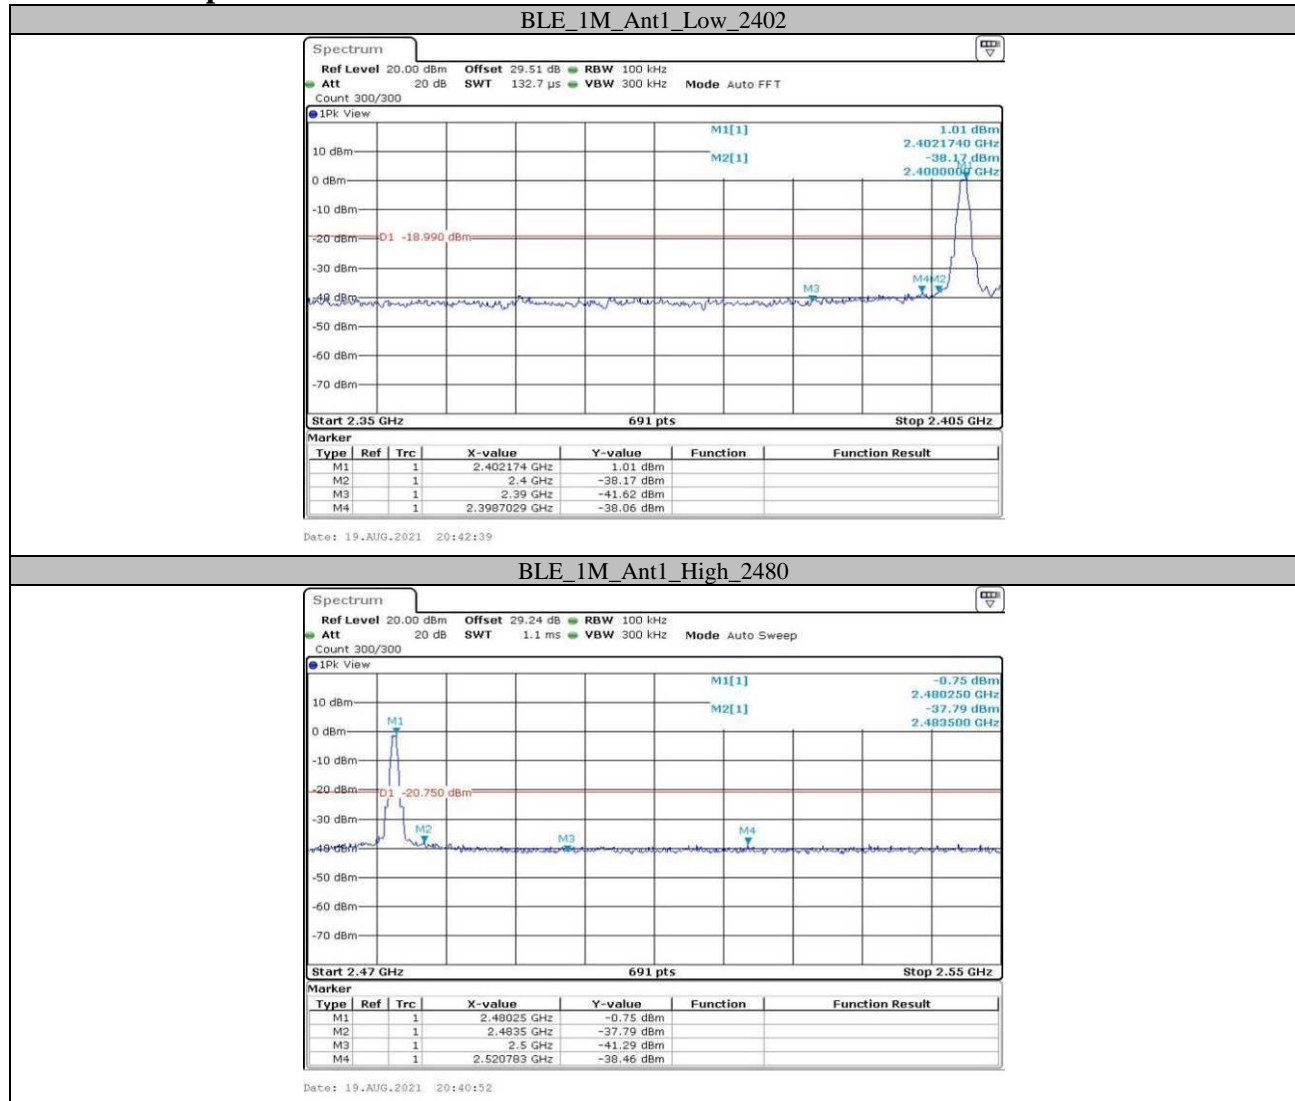 BLE_1M_Ant1_Low_2402
Spectrum
Ref Level 20.00 dBm Offset 29.51 dB RBW 100 kHz
Att 20 dB SWT 132.7 µs VBW 300 kHz Mode Auto FFT
Count 300/300
1Pk View
M1[1] 1.01 dBm
2.4021740 GHz
M2[1] -38.17 dBm
2.4000000 GHz
M1
10 dBm
0 dBm
-10 dBm
-20 dBm D1 -18.990 dBm
-30 dBm
M3 M4 M2
-40 dBm
-50 dBm
-60 dBm
-70 dBm
Start 2.35 GHz 691 pts Stop 2.405 GHz
Marker
Type Ref Trc X-value Y-value Function Function Result
M1 1 2.402174 GHz 1.01 dBm
M2 1 2.4 GHz -38.17 dBm
M3 1 2.39 GHz -41.62 dBm
M4 1 2.3987029 GHz -38.06 dBm
Date: 19.AUG.2021 20:42:39
BLE_1M_Ant1_High_2480
Spectrum
Ref Level 20.00 dBm Offset 29.24 dB RBW 100 kHz
Att 20 dB SWT 1.1 ms VBW 300 kHz Mode Auto Sweep
Count 300/300
1Pk View
M1[1] -0.75 dBm
2.480250 GHz
M2[1] -37.79 dBm
2.483500 GHz
10 dBm
M1
0 dBm
-10 dBm
-20 dBm D1 -20.750 dBm
-30 dBm
M2 M3 M4
-40 dBm
-50 dBm
-60 dBm
-70 dBm
Start 2.47 GHz 691 pts Stop 2.55 GHz
Marker
Type Ref Trc X-value Y-value Function Function Result
M1 1 2.48025 GHz -0.75 dBm
M2 1 2.4835 GHz -37.79 dBm
M3 1 2.5 GHz -41.29 dBm
M4 1 2.520783 GHz -38.46 dBm
Date: 19.AUG.2021 20:40:52